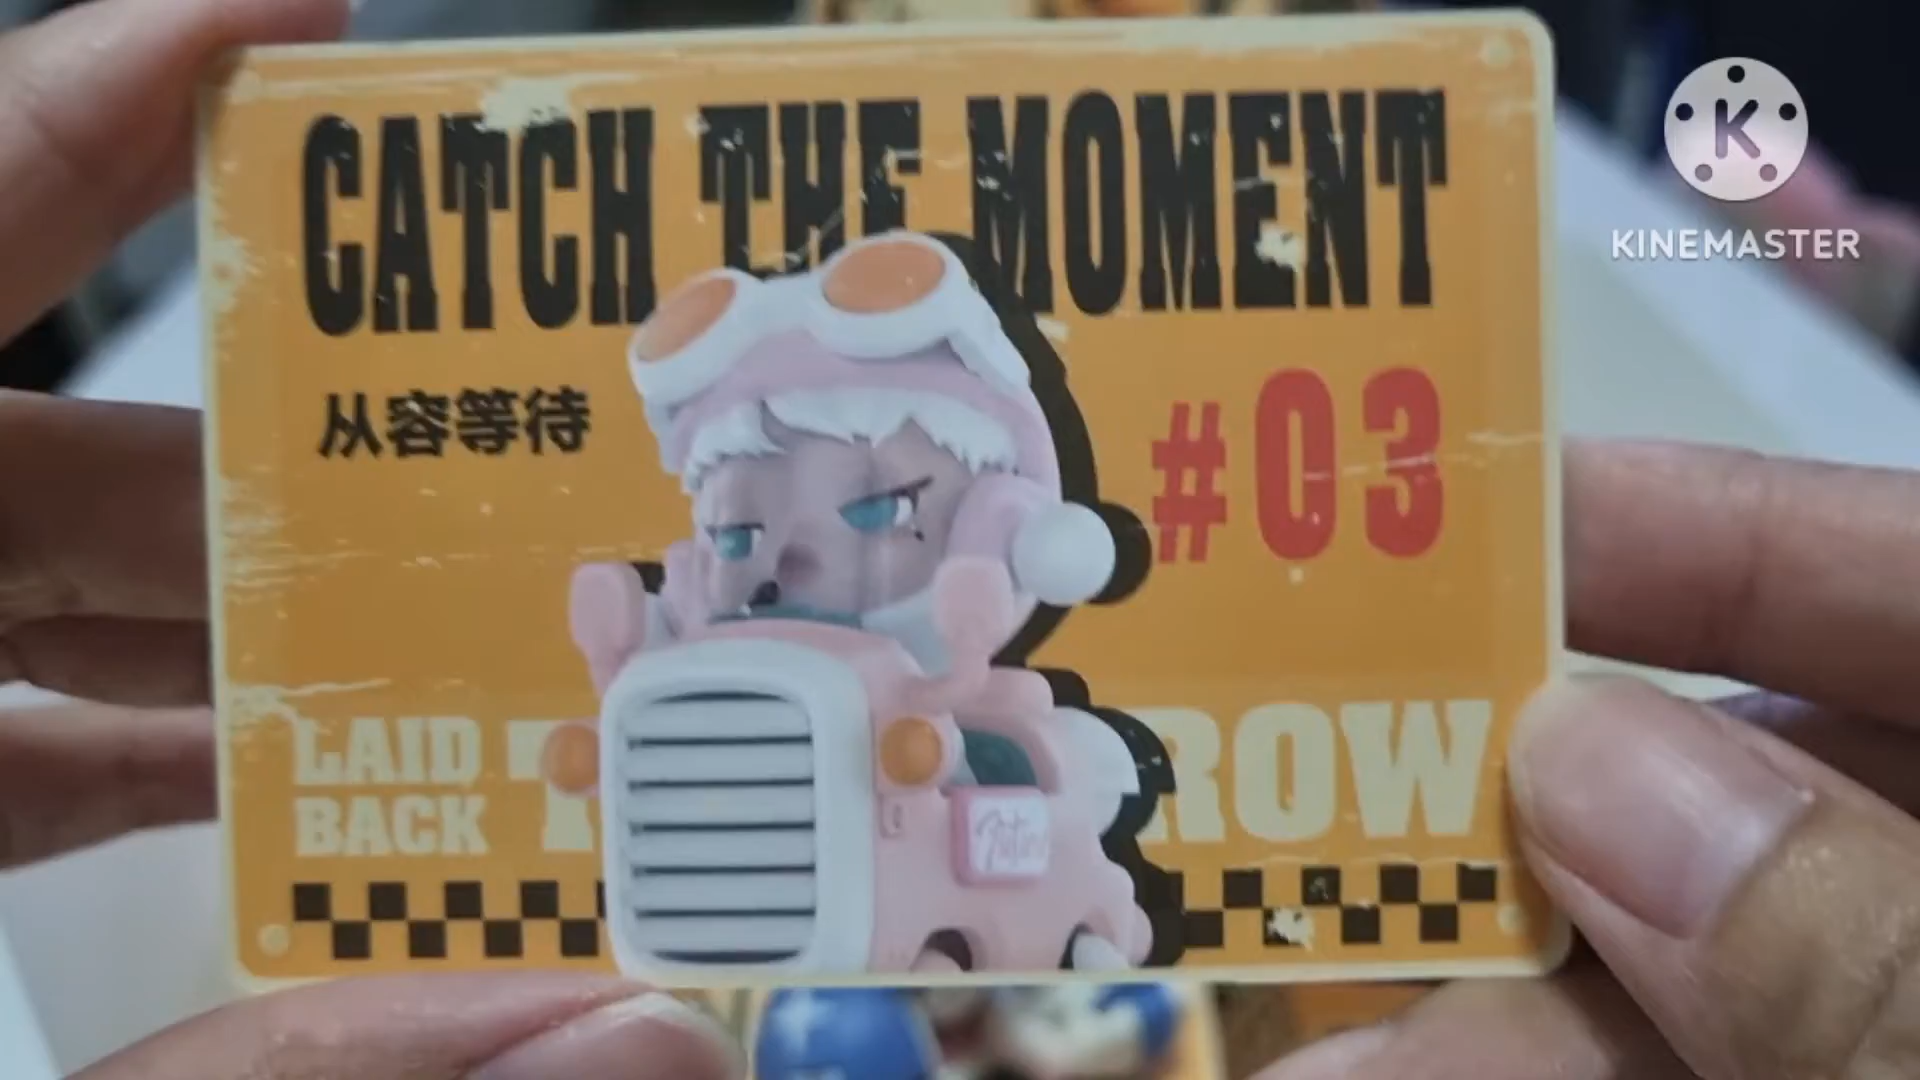 CATCH THE MOMENT
从容等待
#03
LAID
BACK
ROW
K
KINEMASTER